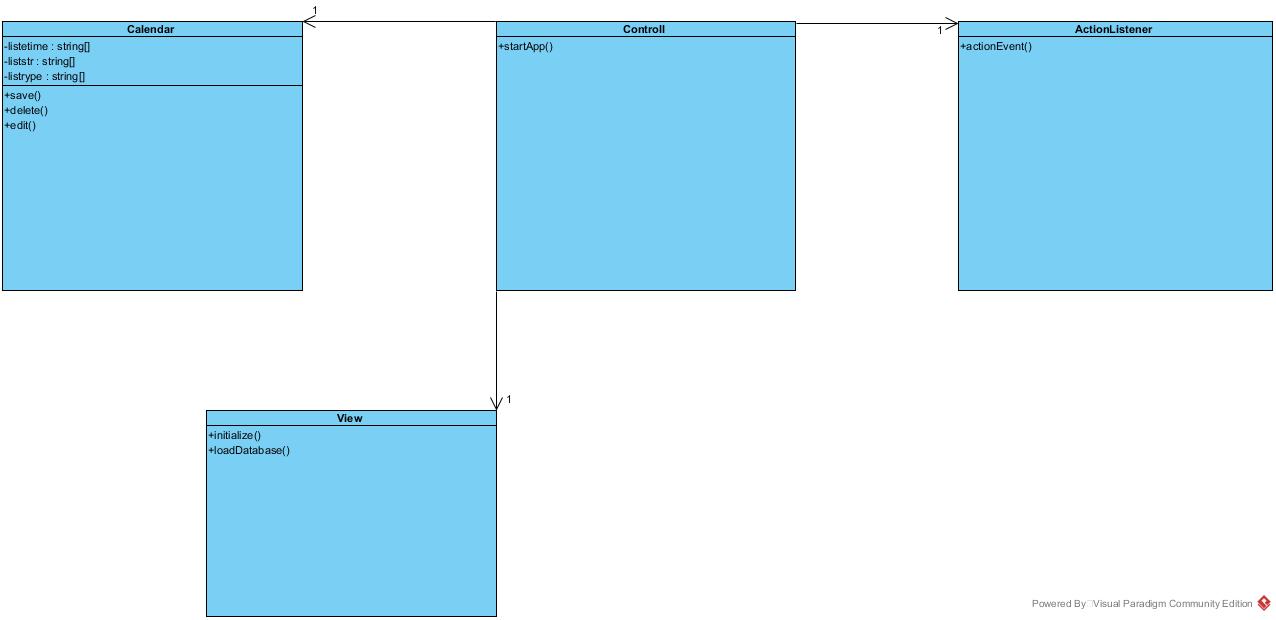 1
Calendar
-listetime : string[]
-liststr : string[]
-listrype : string[]
+save()
+delete()
+edit()
Controll
+startApp()
1
ActionListener
+actionEvent()
1
View
+initialize()
+loadDatabase()
Powered By Visual Paradigm Community Edition